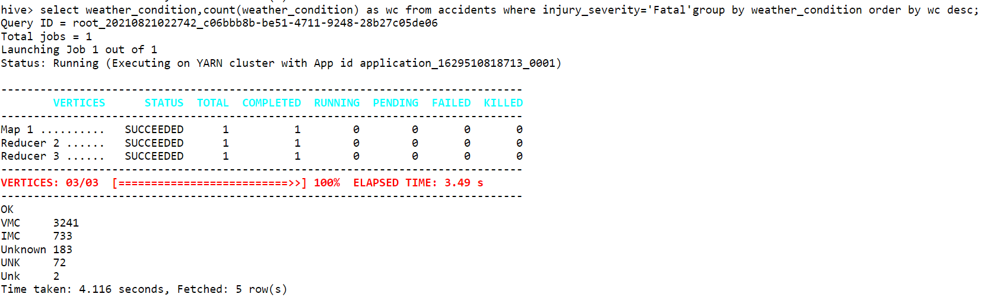 hive> select weather_condition,count(weather_condition) as wc from accidents where injury_severity='Fatal'group by weather_condition order by wc desc;
Query ID = root_20210821022742_c06bbb8b-be51-4711-9248-28b27c05de06
Total jobs = 1
Launching Job 1 out of 1
Status: Running (Executing on YARN cluster with App id application_1629510818713_0001)
--------------------------------------------------------------------------------
        VERTICES      STATUS  TOTAL  COMPLETED  RUNNING  PENDING  FAILED  KILLED
--------------------------------------------------------------------------------
Map 1 ..........   SUCCEEDED      1          1        0        0       0       0
Reducer 2 ......   SUCCEEDED      1          1        0        0       0       0
Reducer 3 ......   SUCCEEDED      1          1        0        0       0       0
--------------------------------------------------------------------------------
VERTICES: 03/03  [==========================>>] 100%  ELAPSED TIME: 3.49 s
--------------------------------------------------------------------------------
OK
VMC     3241
IMC     733
Unknown 183
UNK     72
Unk     2
Time taken: 4.116 seconds, Fetched: 5 row(s)